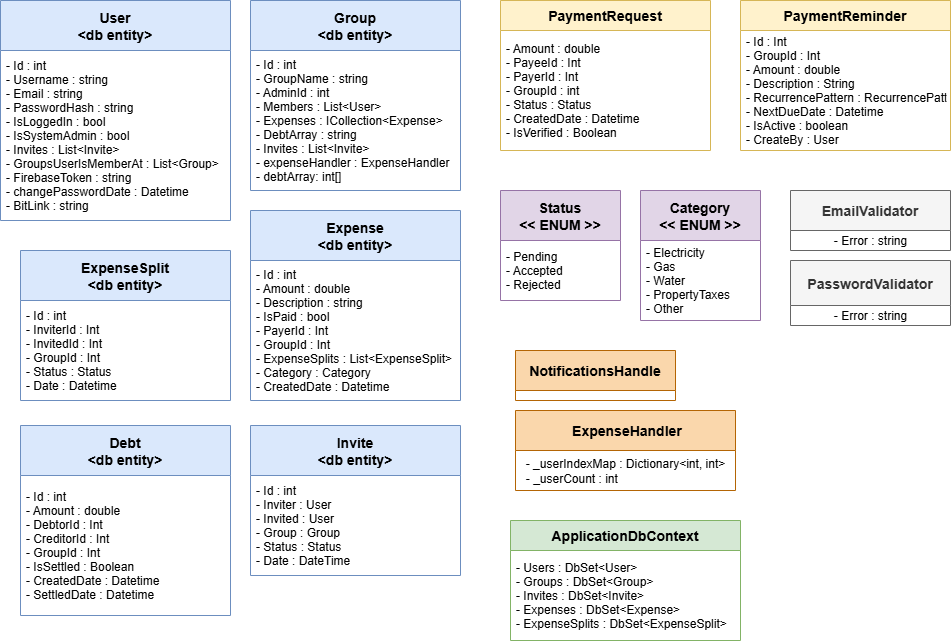 User
<db entity>
- Id : int
- Username : string
- Email : string
- PasswordHash : string
- IsLoggedIn : bool
- IsSystemAdmin : bool
- Invites : List<Invite>
- GroupsUserIsMemberAt : List<Group>
- FirebaseToken : string
- changePasswordDate : Datetime
- BitLink : string
Group
<db entity>
- Id : int
- GroupName : string
- AdminId : int
- Members : List<User>
- Expenses : ICollection<Expense>
- DebtArray : string
- Invites : List<Invite>
- expenseHandler : ExpenseHandler
- debtArray: int[]
PaymentRequest
- Amount : double
- PayeeId : Int
- PayerId : Int
- GroupId : int
- Status : Status
- CreatedDate : Datetime
- IsVerified : Boolean
PaymentReminder
- Id : Int
- GroupId : Int
- Amount : double
- Description : String
- RecurrencePattern : RecurrencePatt
- NextDueDate : Datetime
- IsActive : boolean
- CreateBy : User
ExpenseSplit
<db entity>
- Id : int
- InviterId : Int
- InvitedId : Int
- GroupId : Int
- Status : Status
- Date : Datetime
Expense
<db entity>
- Id : int
- Amount : double
- Description : string
- IsPaid : bool
- PayerId : Int
- GroupId : Int
- ExpenseSplits : List<ExpenseSplit>
- Category : Category
- CreatedDate : Datetime
Status
<< ENUM >>
- Pending
- Accepted
- Rejected
Category
<< ENUM >>
- Electricity
- Gas
- Water
- PropertyTaxes
- Other
EmailValidator
- Error : string
PasswordValidator
- Error : string
NotificationsHandle
ExpenseHandler
- _userIndexMap : Dictionary<int, int>
- _userCount : int
Debt
<db entity>
- Id : int
- Amount : double
- DebtorId : Int
- CreditorId : Int
- GroupId : Int
- IsSettled : Boolean
- CreatedDate : Datetime
- SettledDate : Datetime
Invite
<db entity>
- Id : int
- Inviter : User
- Invited : User
- Group : Group
- Status : Status
- Date : DateTime
ApplicationDbContext
- Users : DbSet<User>
- Groups : DbSet<Group>
- Invites : DbSet<Invite>
- Expenses : DbSet<Expense>
- ExpenseSplits : DbSet<ExpenseSplit>